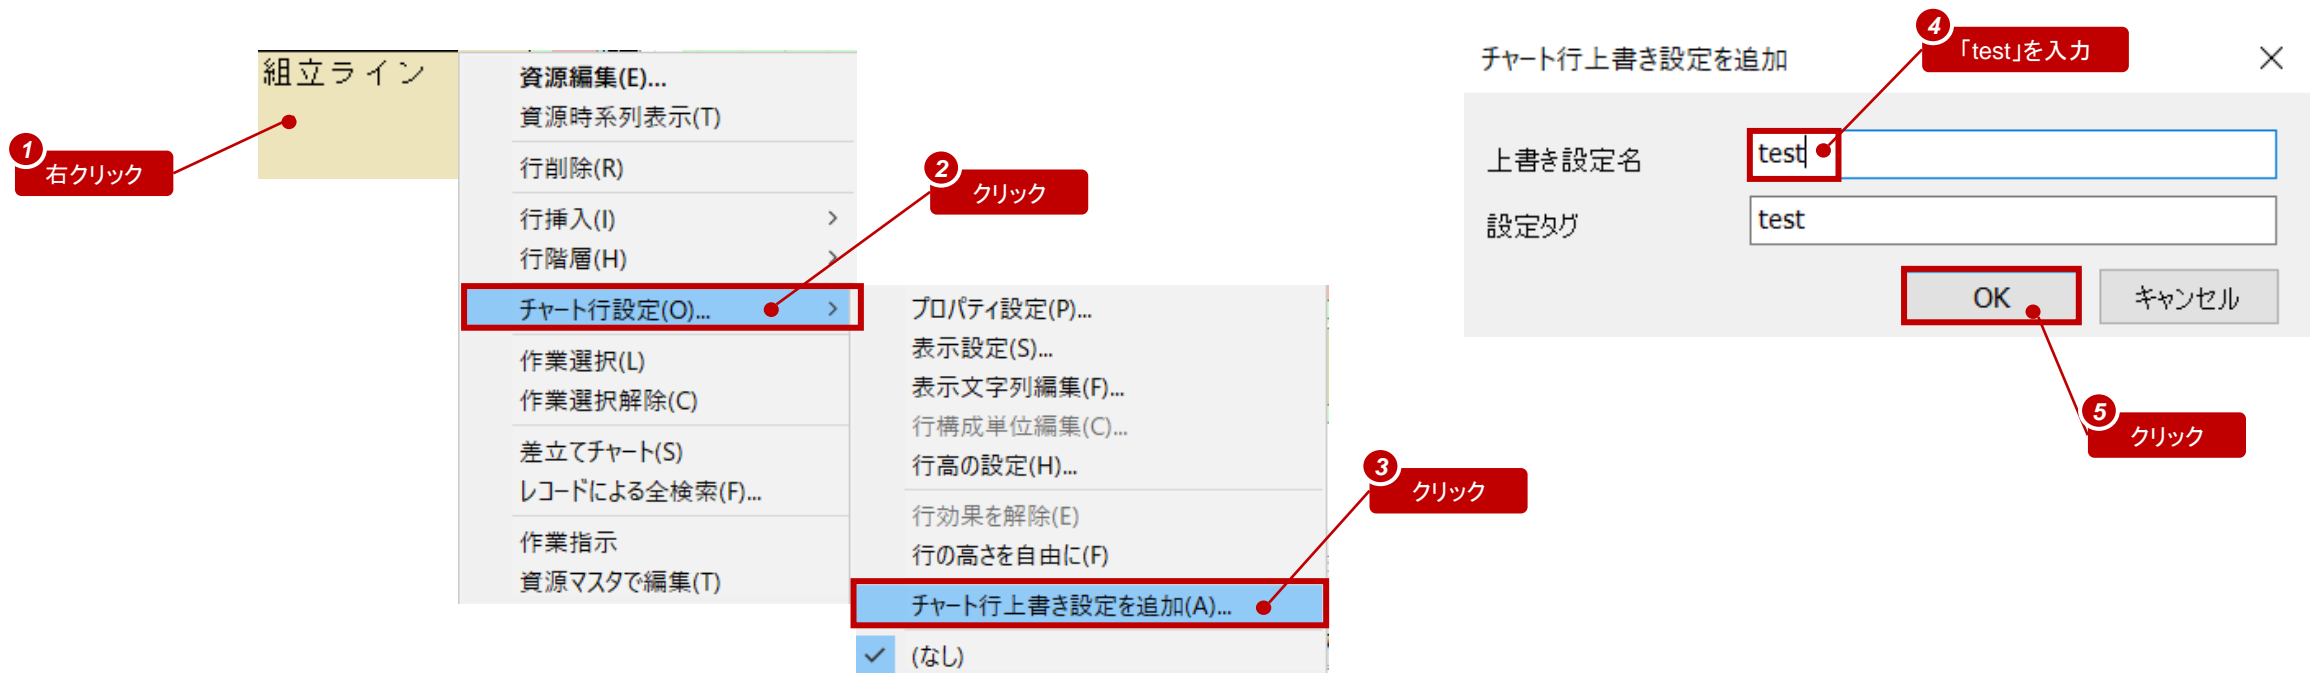 組立ライン
1
右クリック
資源編集(E)...
資源時系列表示(T)
行削除(R)
行挿入(I)
行階層(H)
チャート行設定(O)...
作業選択(L)
作業選択解除(C)
差立てチャート(S)
レコードによる全検索(F)...
作業指示
資源マスタで編集(T)
2
クリック
プロパティ設定(P)...
表示設定(S)...
表示文字列編集(F)...
行構成単位編集(C)...
行高の設定(H)...
行効果を解除(E)
行の高さを自由に(F)
チャート行上書き設定を追加(A)...
(なし)
3
クリック
チャート行上書き設定を追加
4
「test」を入力
上書き設定名
test
設定タグ
test
OK
キャンセル
5
クリック